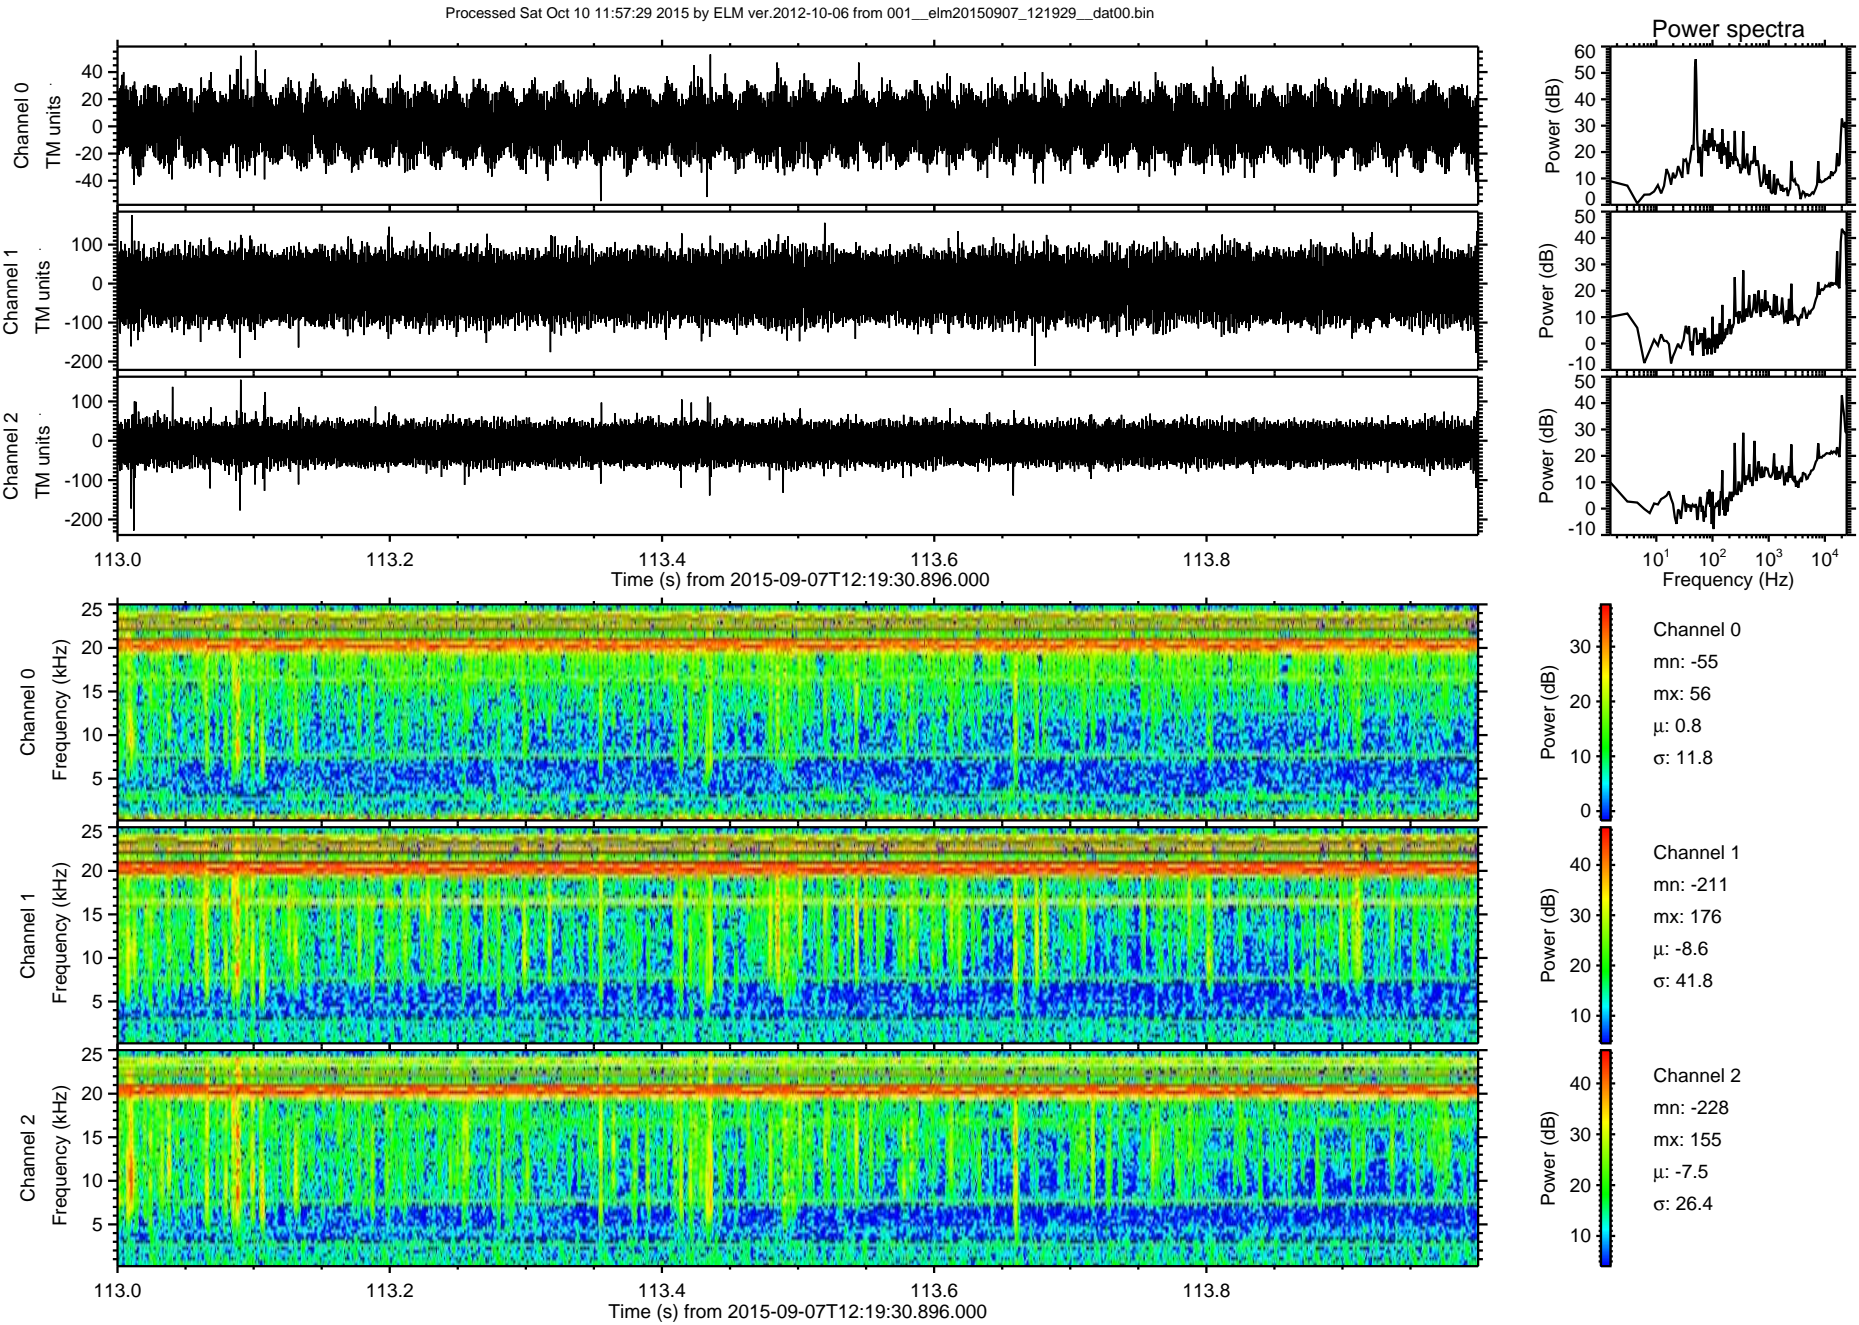 Processed Sat Oct 10 11:57:29 2015 by ELM ver.2012-10-06 from 001__elm20150907_121929__dat00.bin
Power spectra
Channel 0
TM units
40
20
0
-20
-40
Power (dB)
60
50
40
30
20
10
0
Channel 1
TM units
100
0
-100
-200
Power (dB)
50
40
30
20
10
0
-10
Channel 2
TM units
100
0
-100
-200
Power (dB)
50
40
30
20
10
0
-10
113.0 113.2 113.4 113.6 113.8
Time (s) from 2015-09-07T12:19:30.896.000
10¹ 10² 10³ 10⁴
Frequency (Hz)
Channel 0
Frequency (kHz)
25
20
15
10
5
Power (dB)
30
20
10
0
Channel 0
mn: -55
mx: 56
μ: 0.8
σ: 11.8
Channel 1
Frequency (kHz)
25
20
15
10
5
Power (dB)
40
30
20
10
Channel 1
mn: -211
mx: 176
μ: -8.6
σ: 41.8
Channel 2
Frequency (kHz)
25
20
15
10
5
Power (dB)
40
30
20
10
Channel 2
mn: -228
mx: 155
μ: -7.5
σ: 26.4
113.0 113.2 113.4 113.6 113.8
Time (s) from 2015-09-07T12:19:30.896.000